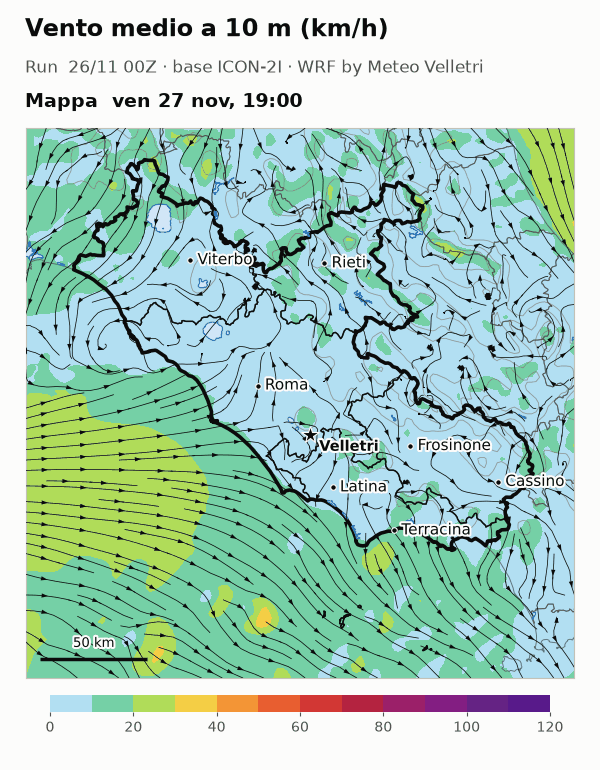 Vento medio a 10 m (km/h)
Run 26/11 00Z · base ICON-2I · WRF by Meteo Velletri
Mappa ven 27 nov, 19:00
Viterbo
Rieti
Roma
Velletri
Frosinone
Latina
Cassino
Terracina
50 km
0 20 40 60 80 100 120